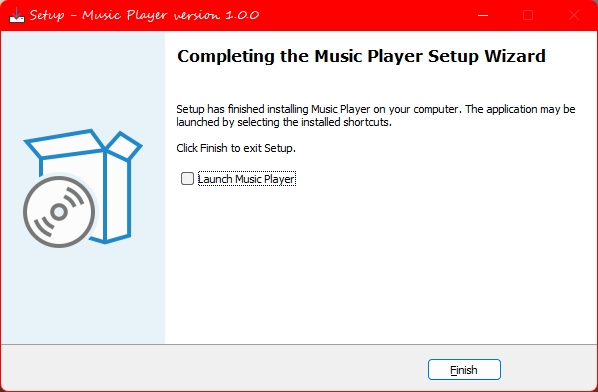 Setup - Music Player version 1.0.0
Completing the Music Player Setup Wizard
Setup has finished installing Music Player on your computer. The application may be
launched by selecting the installed shortcuts.
Click Finish to exit Setup.
Launch Music Player
Finish